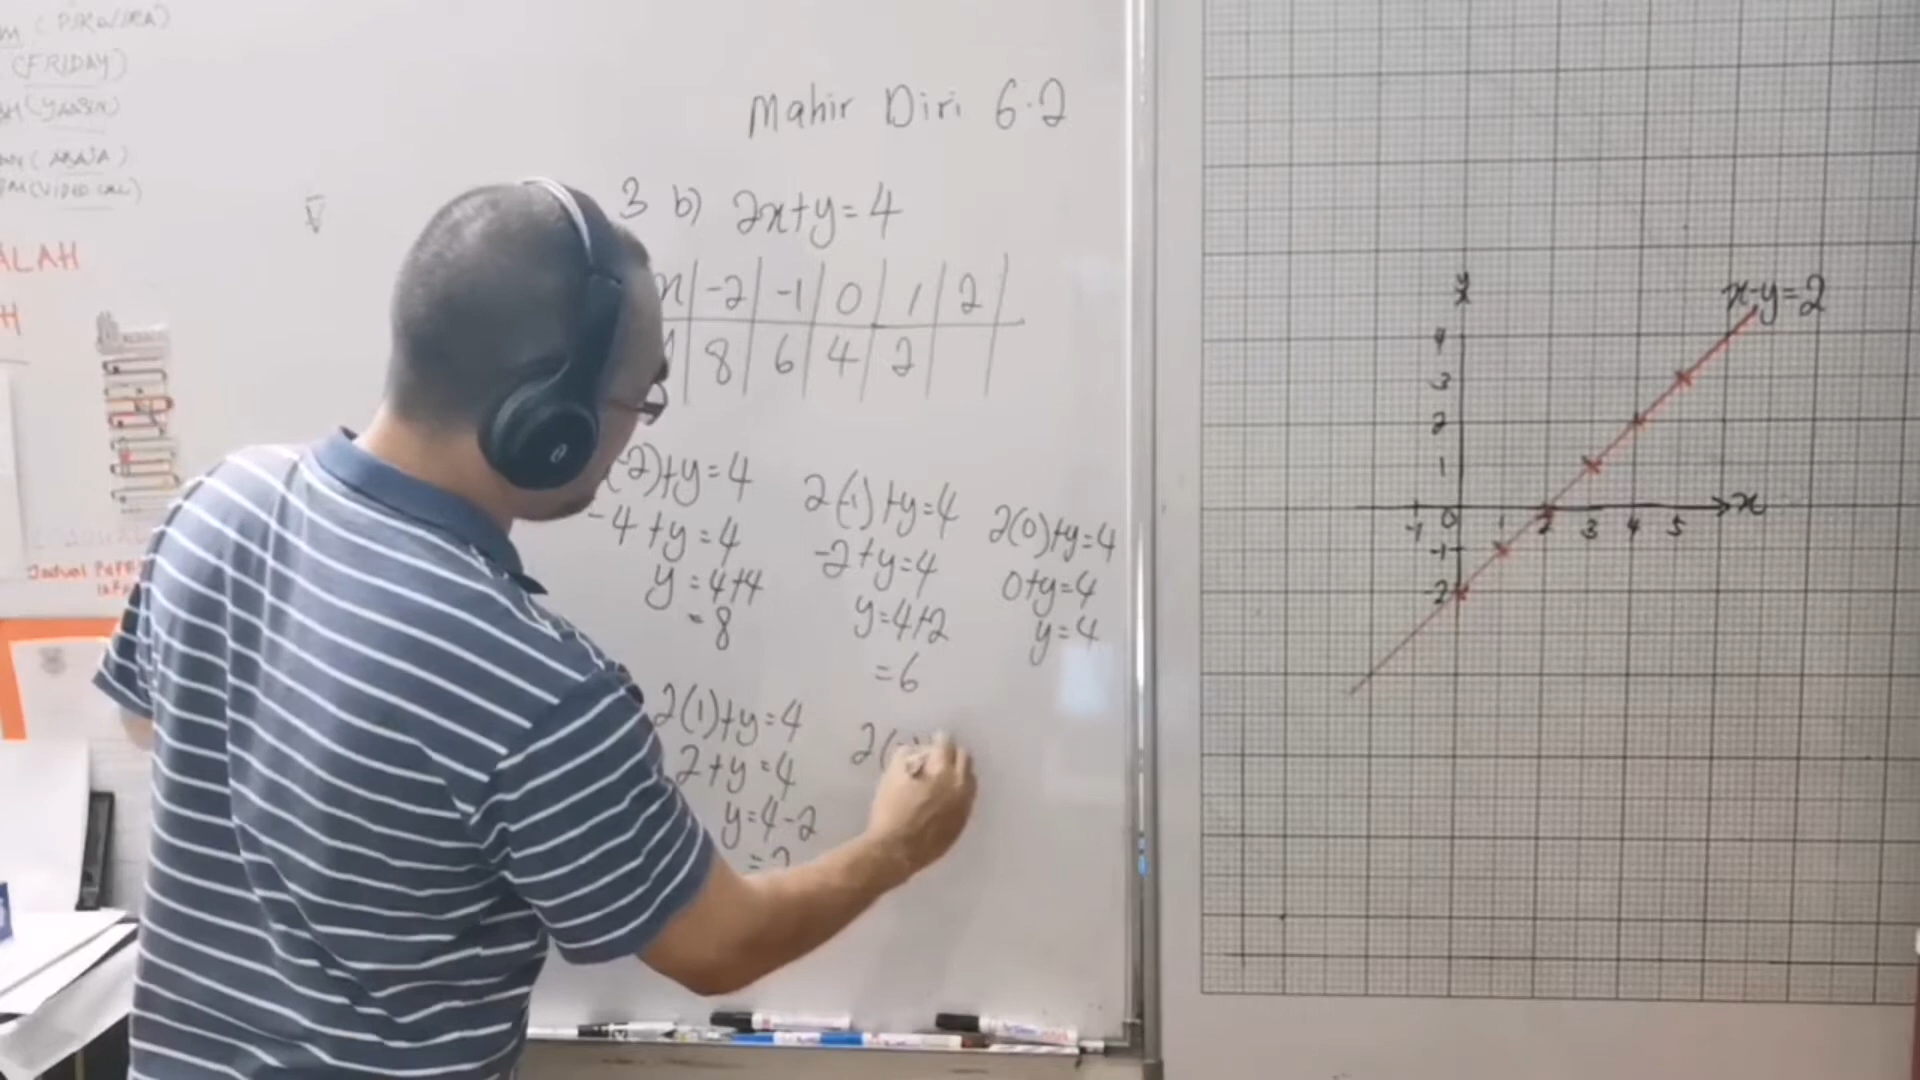 (FRIDAY)
(VIDEO CALL)
ALAH
H
Mahir Diri 6.2
3 b) 2x+y=4
x -2 -1 0 1 2
8 6 4 2
-2)+y=4
-4+y=4
y=4+4
=8
2(-1)+y=4
-2+y=4
y=4+2
=6
2(0)+y=4
0+y=4
y=4
2(1)+y=4
2+y=4
y=4-2
=2
2(
x-y=2
y
4
3
2
1
-1 0 1 2 3 4 5 x
-1
-2